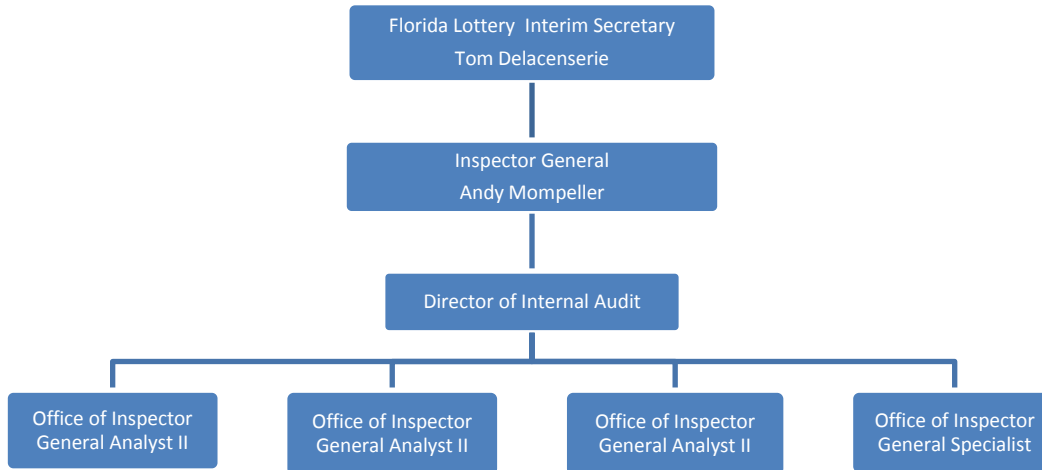 Florida Lottery  Interim Secretary
Tom Delacenserie
Inspector General
Andy Mompeller
Director of Internal Audit
Office of Inspector
General Analyst II
Office of Inspector
General Analyst II
Office of Inspector
General Analyst II
Office of Inspector
General Specialist